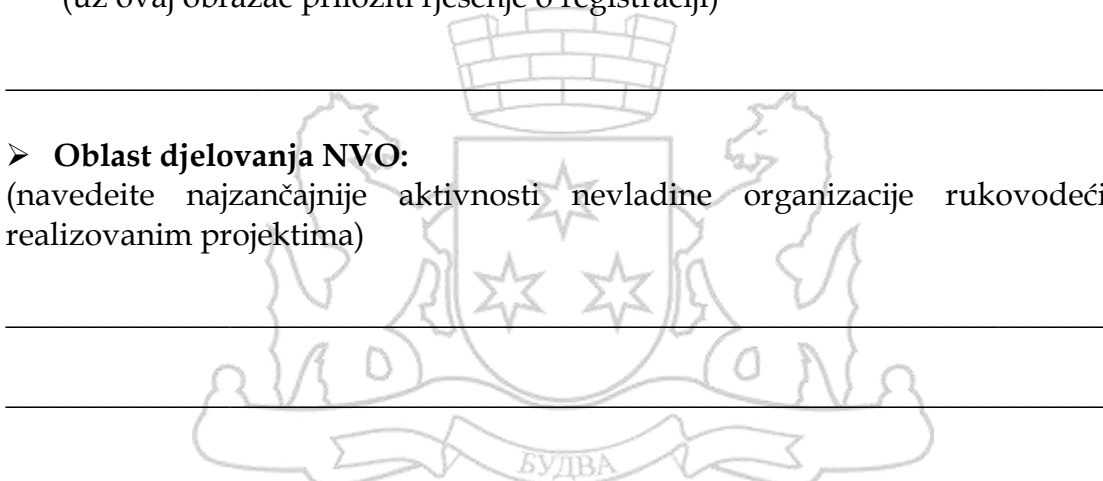 (uz ovaj obrazac priložiti rješenje o registraciji)
➢ Oblast djelovanja NVO:
(navedeite najzančajnije aktivnosti nevladine organizacije rukovodeći
realizovanim projektima)
БУДВА